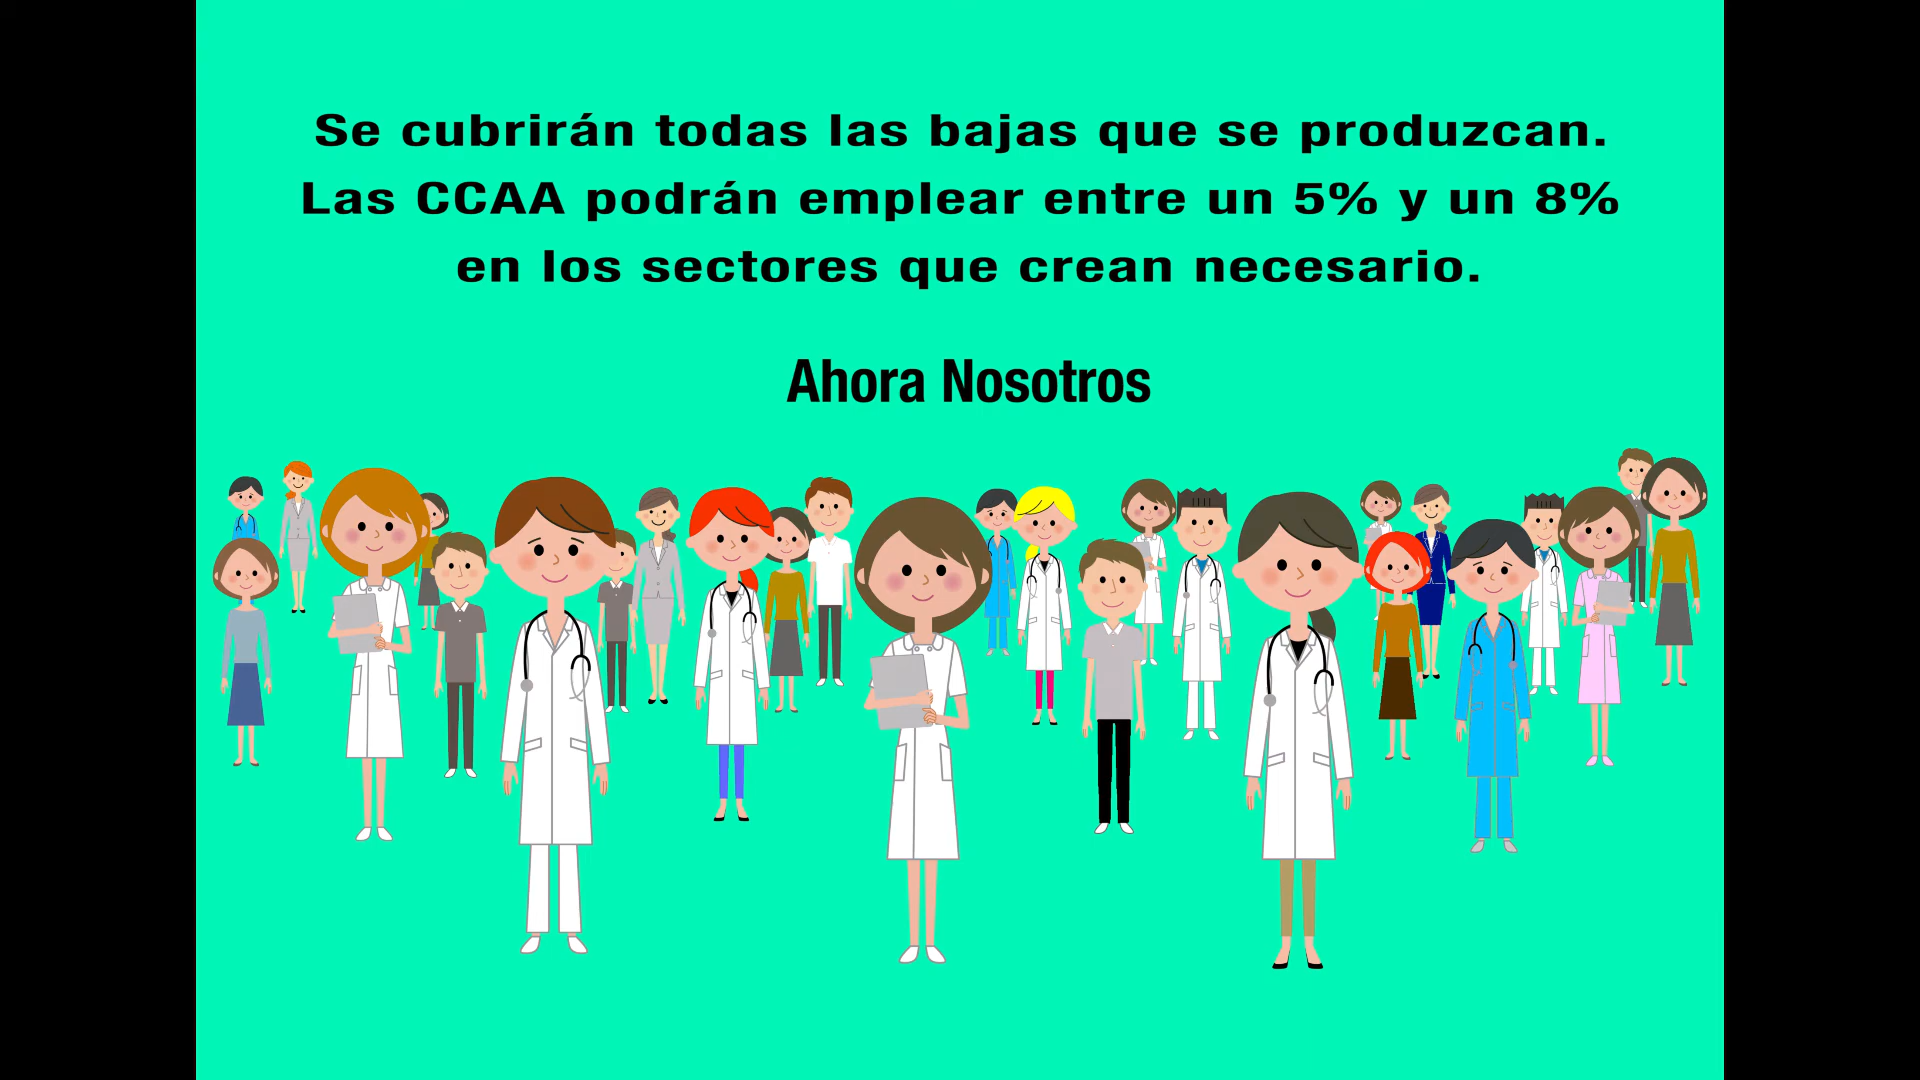 Se cubrirán todas las bajas que se produzcan.
Las CCAA podrán emplear entre un 5% y un 8%
en los sectores que crean necesario.
Ahora Nosotros